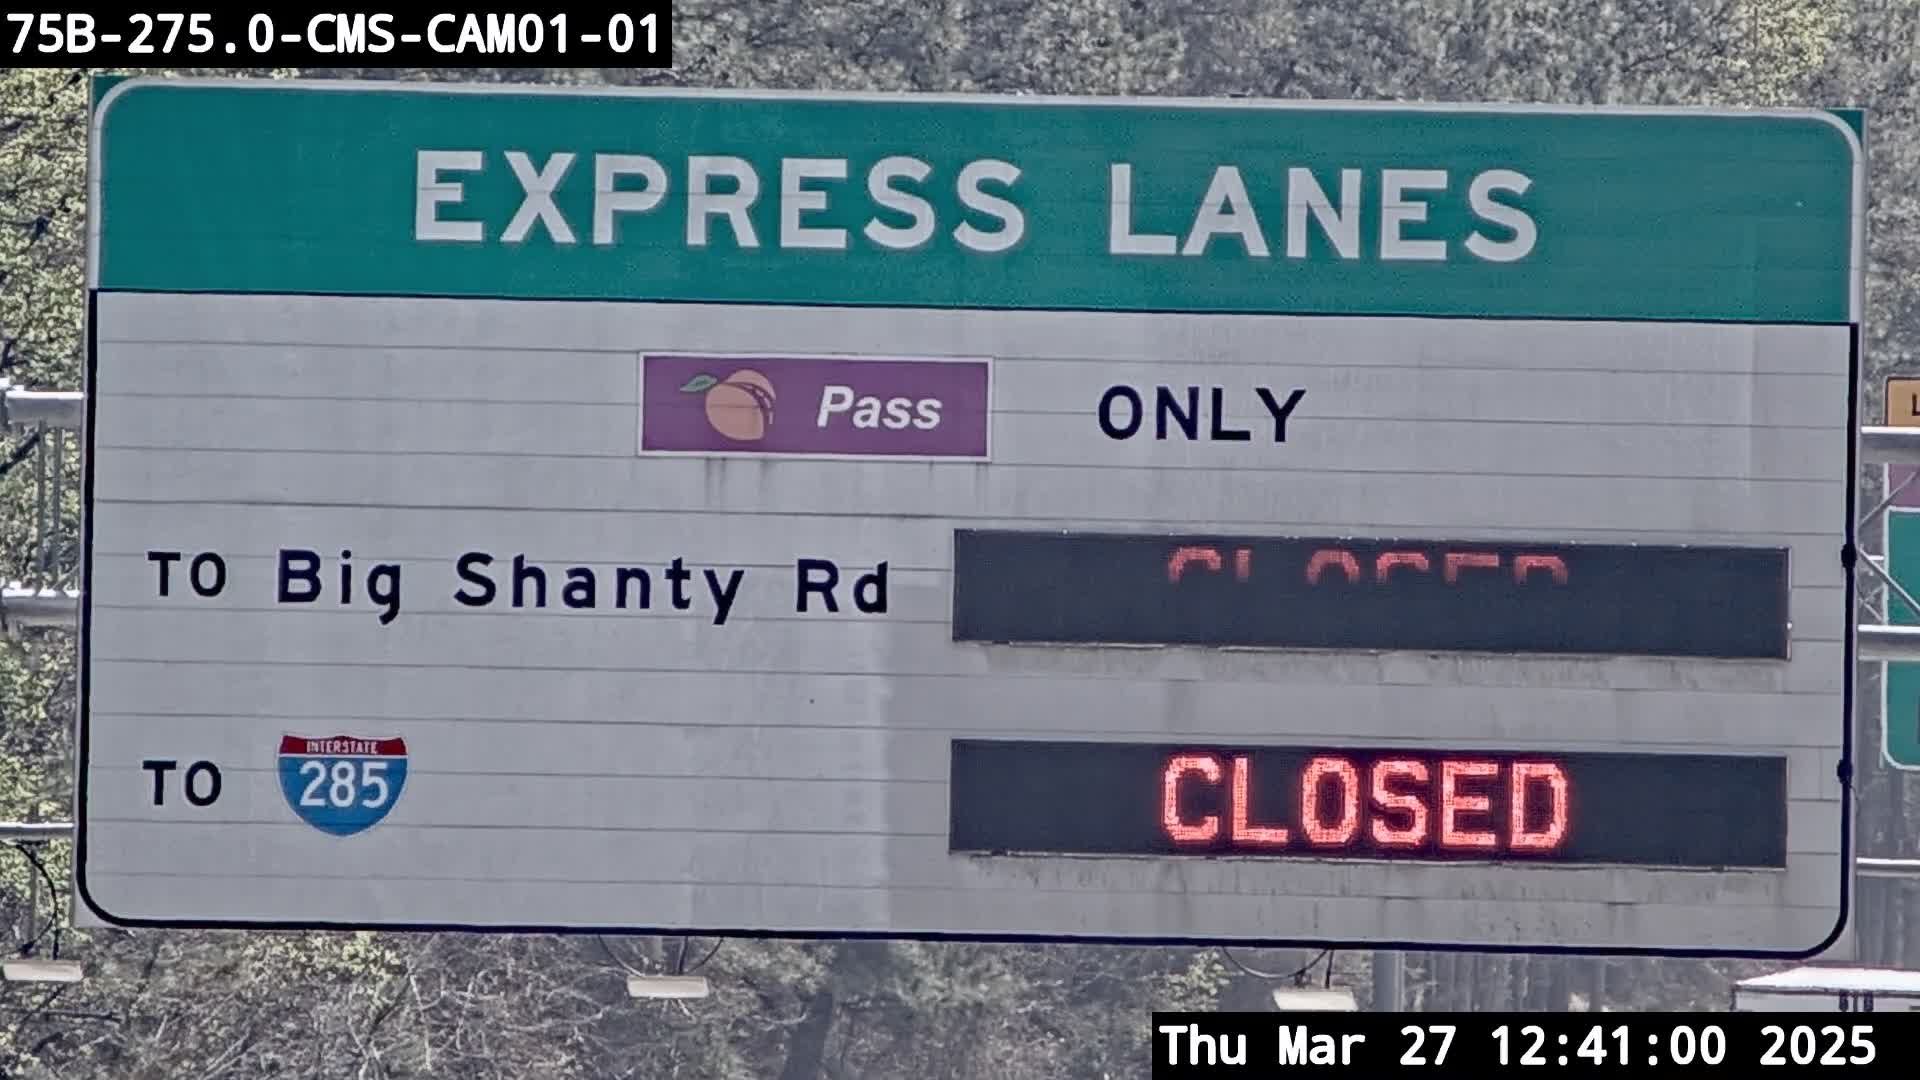 75B-275.0-CMS-CAM01-01
EXPRESS LANES
Pass ONLY
TO Big Shanty Rd CLOSED
TO INTERSTATE 285 CLOSED
Thu Mar 27 12:41:00 2025